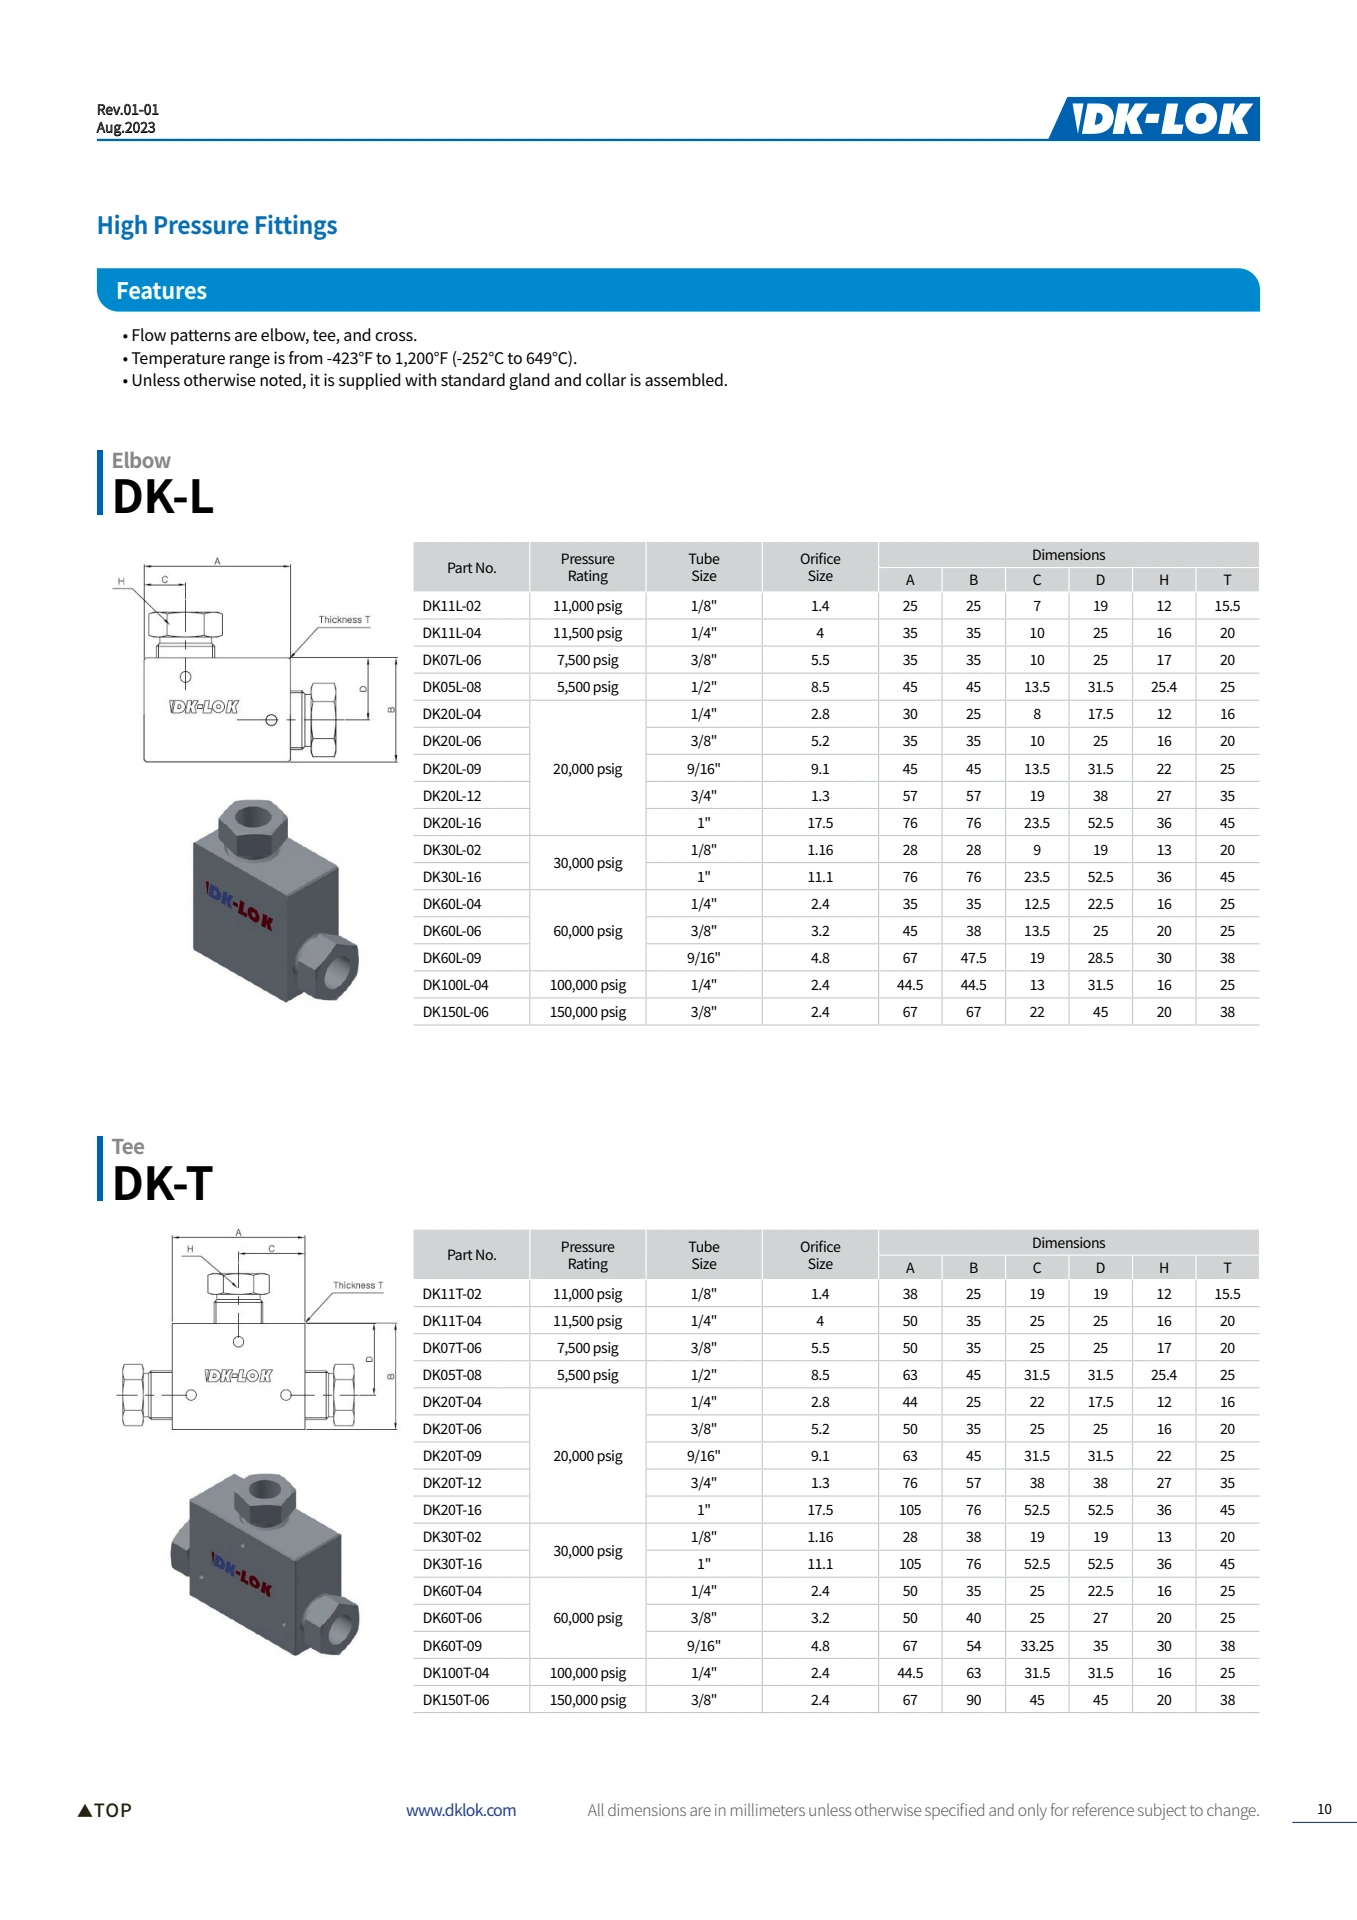 Rev.01-01
Aug.2023
DK-LOK
High Pressure Fittings
Features
• Flow patterns are elbow, tee, and cross.
• Temperature range is from -423°F to 1,200°F (-252°C to 649°C).
• Unless otherwise noted, it is supplied with standard gland and collar is assembled.
Elbow
DK-L
A
H C
Thickness T
D
B
DK-LOK
DK-LOK
Part No. Pressure Rating Tube Size Orifice Size Dimensions
A B C D H T
DK11L-02 11,000 psig 1/8" 1.4 25 25 7 19 12 15.5
DK11L-04 11,500 psig 1/4" 4 35 35 10 25 16 20
DK07L-06 7,500 psig 3/8" 5.5 35 35 10 25 17 20
DK05L-08 5,500 psig 1/2" 8.5 45 45 13.5 31.5 25.4 25
DK20L-04 1/4" 2.8 30 25 8 17.5 12 16
DK20L-06 3/8" 5.2 35 35 10 25 16 20
DK20L-09 20,000 psig 9/16" 9.1 45 45 13.5 31.5 22 25
DK20L-12 3/4" 1.3 57 57 19 38 27 35
DK20L-16 1" 17.5 76 76 23.5 52.5 36 45
DK30L-02 30,000 psig 1/8" 1.16 28 28 9 19 13 20
DK30L-16 1" 11.1 76 76 23.5 52.5 36 45
DK60L-04 1/4" 2.4 35 35 12.5 22.5 16 25
DK60L-06 60,000 psig 3/8" 3.2 45 38 13.5 25 20 25
DK60L-09 9/16" 4.8 67 47.5 19 28.5 30 38
DK100L-04 100,000 psig 1/4" 2.4 44.5 44.5 13 31.5 16 25
DK150L-06 150,000 psig 3/8" 2.4 67 67 22 45 20 38
Tee
DK-T
A
H C
Thickness T
D
B
DK-LOK
DK-LOK
Part No. Pressure Rating Tube Size Orifice Size Dimensions
A B C D H T
DK11T-02 11,000 psig 1/8" 1.4 38 25 19 19 12 15.5
DK11T-04 11,500 psig 1/4" 4 50 35 25 25 16 20
DK07T-06 7,500 psig 3/8" 5.5 50 35 25 25 17 20
DK05T-08 5,500 psig 1/2" 8.5 63 45 31.5 31.5 25.4 25
DK20T-04 1/4" 2.8 44 25 22 17.5 12 16
DK20T-06 3/8" 5.2 50 35 25 25 16 20
DK20T-09 20,000 psig 9/16" 9.1 63 45 31.5 31.5 22 25
DK20T-12 3/4" 1.3 76 57 38 38 27 35
DK20T-16 1" 17.5 105 76 52.5 52.5 36 45
DK30T-02 30,000 psig 1/8" 1.16 28 38 19 19 13 20
DK30T-16 1" 11.1 105 76 52.5 52.5 36 45
DK60T-04 1/4" 2.4 50 35 25 22.5 16 25
DK60T-06 60,000 psig 3/8" 3.2 50 40 25 27 20 25
DK60T-09 9/16" 4.8 67 54 33.25 35 30 38
DK100T-04 100,000 psig 1/4" 2.4 44.5 63 31.5 31.5 16 25
DK150T-06 150,000 psig 3/8" 2.4 67 90 45 45 20 38
▲TOP www.dklok.com All dimensions are in millimeters unless otherwise specified and only for reference subject to change. 10